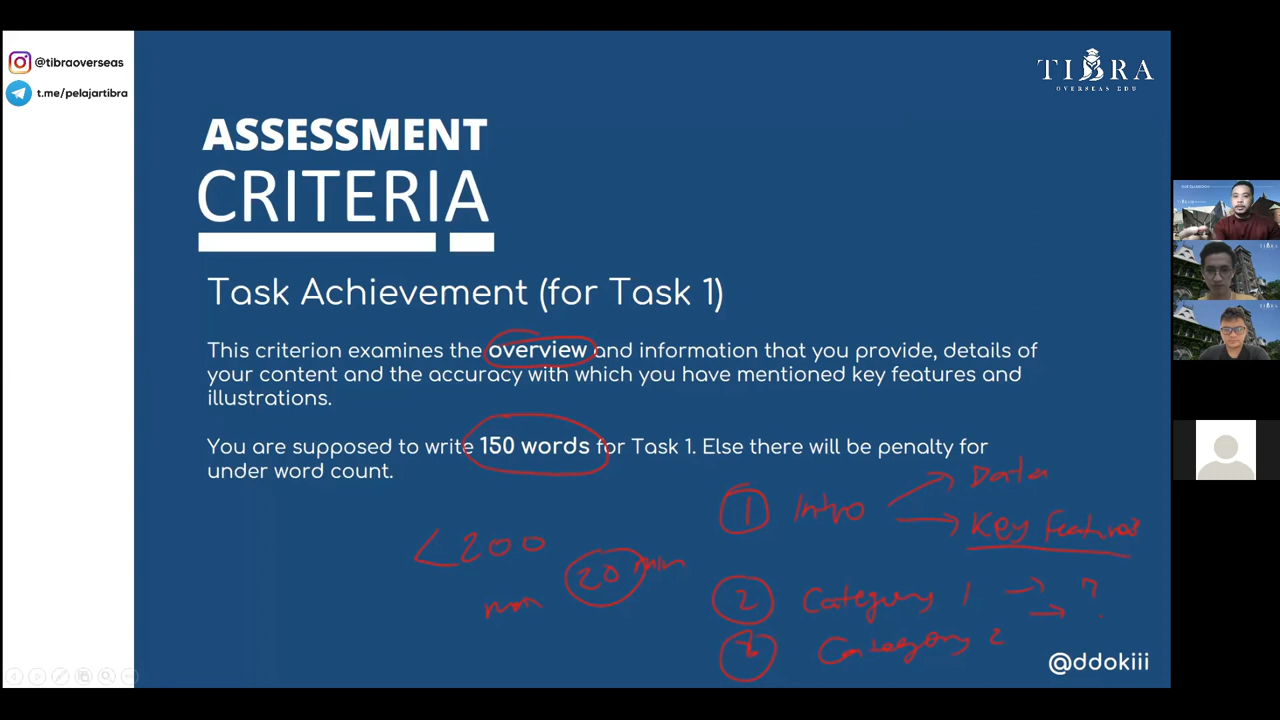 @tibraoverseas
t.me/pelajartibra
TIBRA
OVERSEAS EDU
ASSESSMENT
CRITERIA
Task Achievement (for Task 1)
This criterion examines the overview and information that you provide, details of
your content and the accuracy with which you have mentioned key features and
illustrations.
You are supposed to write 150 words for Task 1. Else there will be penalty for
under word count.
<200
20 min
1 Intro
Data
Key Features
2 Category 1 ?
?
Category 2
@ddokiii